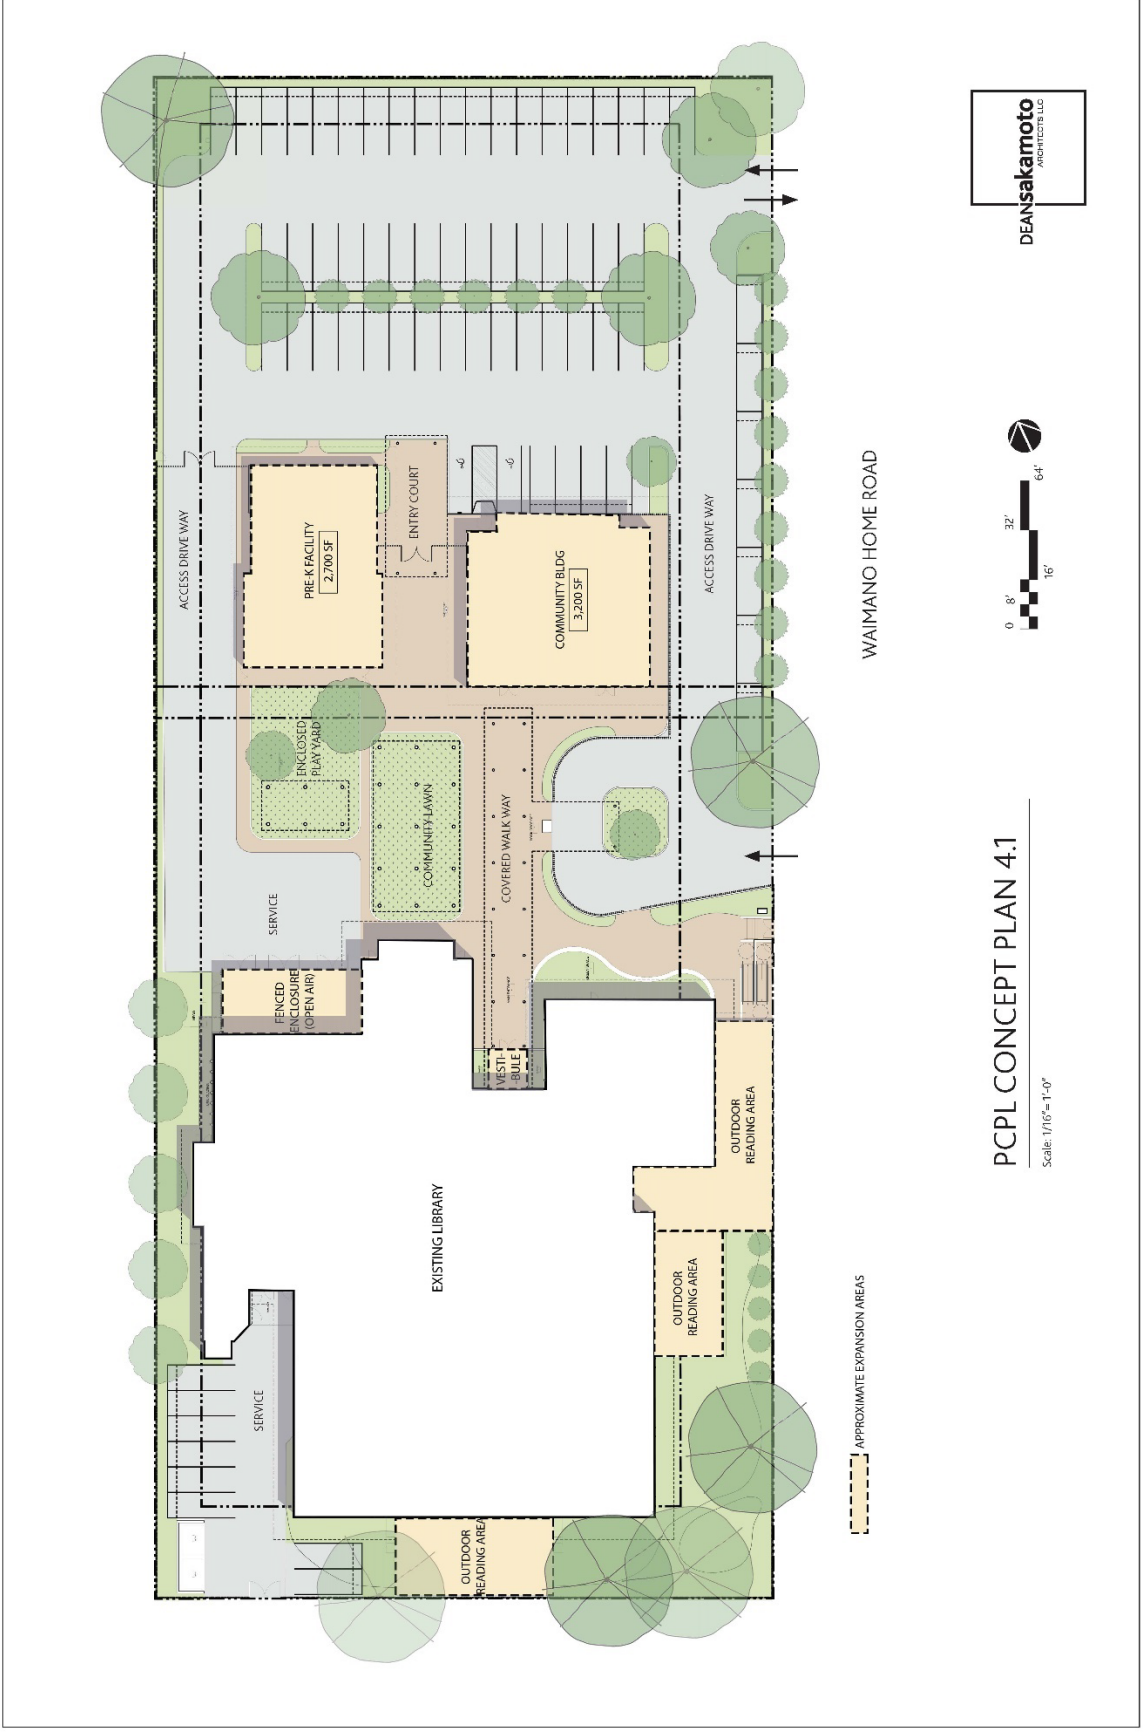 ACCESS DRIVE WAY
PRE-K FACILITY
2,700 SF
ENTRY COURT
COMMUNITY BLDG
3,200 SF
ACCESS DRIVE WAY
ENCLOSED
PLAY YARD
COMMUNITY LAWN
COVERED WALK WAY
SERVICE
FENCED
ENCLOSURE
(OPEN AIR)
VESTI-
-BULE
EXISTING LIBRARY
SERVICE
OUTDOOR
READING AREA
OUTDOOR
READING AREA
OUTDOOR
READING AREA
WAIMANO HOME ROAD
APPROXIMATE EXPANSION AREAS
PCPL CONCEPT PLAN 4.1
Scale: 1/16"= 1'-0"
0 8' 16' 32' 64'
DEANsakamoto
ARCHITECTS LLC